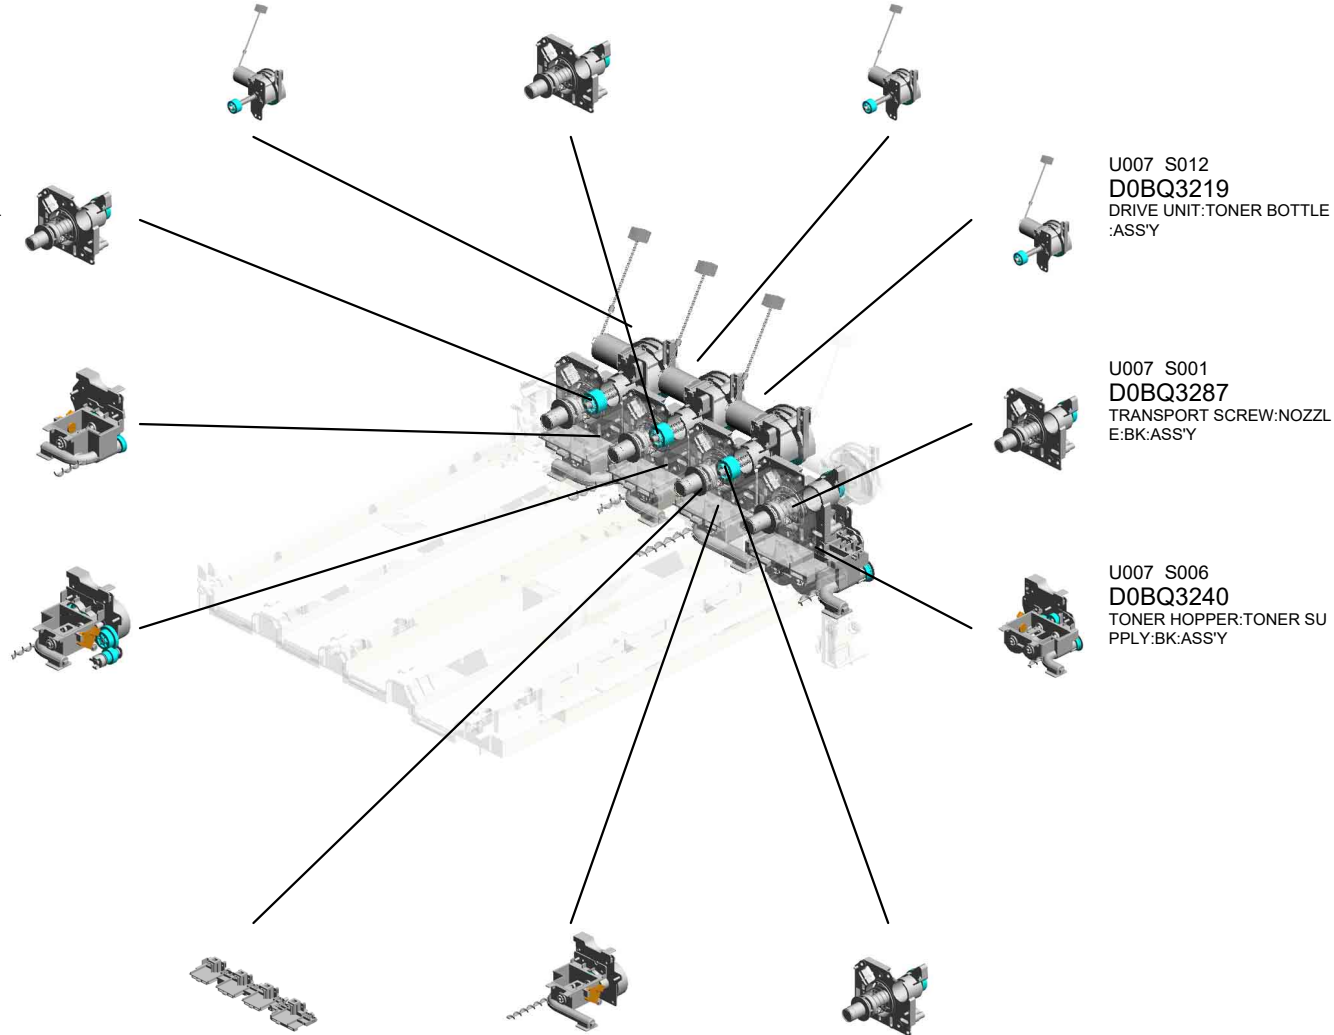 U007 S012
D0BQ3219
DRIVE UNIT:TONER BOTTLE
:ASS'Y
U007 S001
D0BQ3287
TRANSPORT SCREW:NOZZL
E:BK:ASS'Y
U007 S006
D0BQ3240
TONER HOPPER:TONER SU
PPLY:BK:ASS'Y